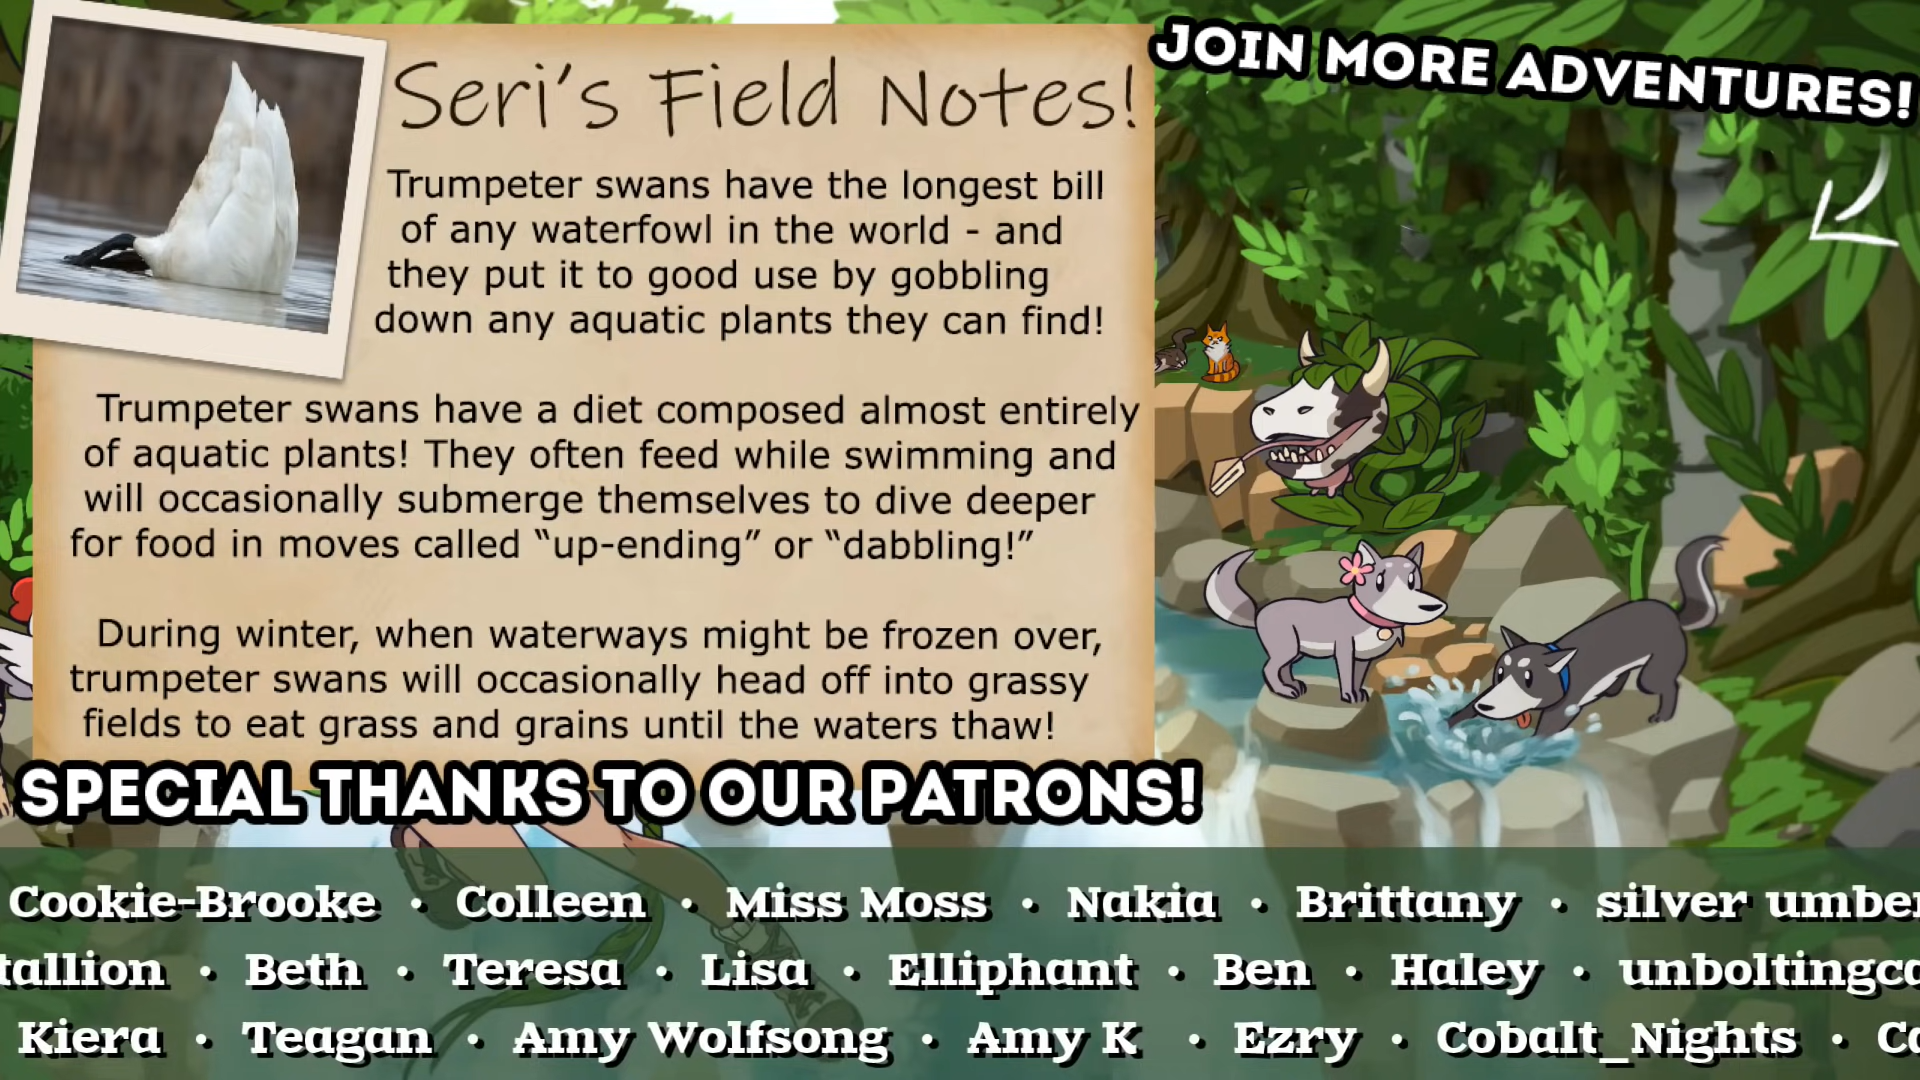 Seri's Field Notes!
JOIN MORE ADVENTURES!
Trumpeter swans have the longest bill
of any waterfowl in the world - and
they put it to good use by gobbling
down any aquatic plants they can find!
Trumpeter swans have a diet composed almost entirely
of aquatic plants! They often feed while swimming and
will occasionally submerge themselves to dive deeper
for food in moves called “up-ending” or “dabbling!”
During winter, when waterways might be frozen over,
trumpeter swans will occasionally head off into grassy
fields to eat grass and grains until the waters thaw!
SPECIAL THANKS TO OUR PATRONS!
Cookie-Brooke • Colleen • Miss Moss • Nakia • Brittany • silver umber
tallion • Beth • Teresa • Lisa • Elliphant • Ben • Haley • unboltingca
Kiera • Teagan • Amy Wolfsong • Amy K • Ezry • Cobalt_Nights • Ca